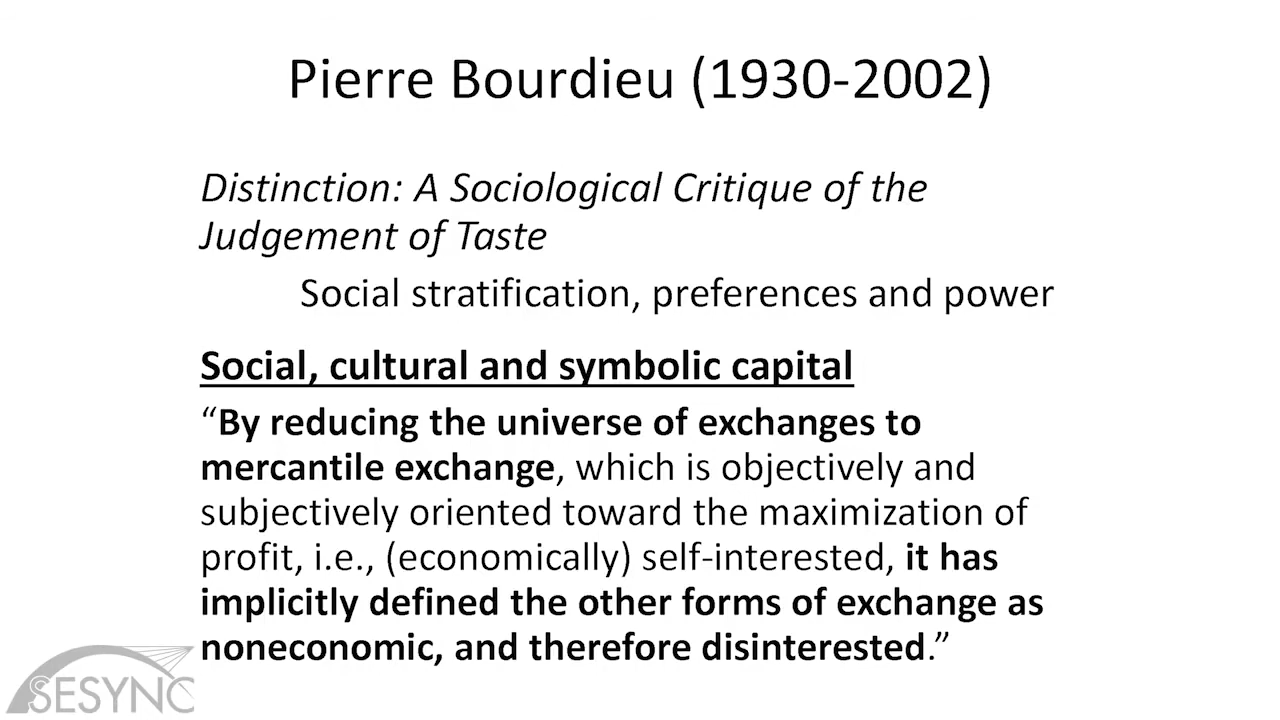 Pierre Bourdieu (1930-2002)
Distinction: A Sociological Critique of the
Judgement of Taste
Social stratification, preferences and power
Social, cultural and symbolic capital
“By reducing the universe of exchanges to
mercantile exchange, which is objectively and
subjectively oriented toward the maximization of
profit, i.e., (economically) self-interested, it has
implicitly defined the other forms of exchange as
noneconomic, and therefore disinterested.”
SESYNC